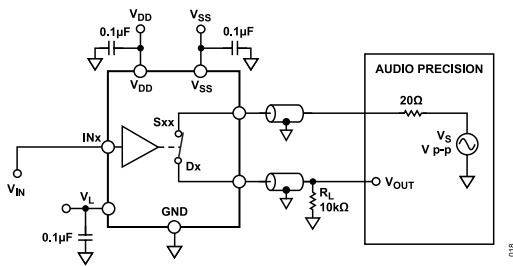 VDD
VSS
0.1µF
0.1µF
VDD
VSS
AUDIO PRECISION
20Ω
VS
V p-p
Sxx
INx
Dx
VIN
VL
GND
RL
10kΩ
VOUT
0.1µF
018